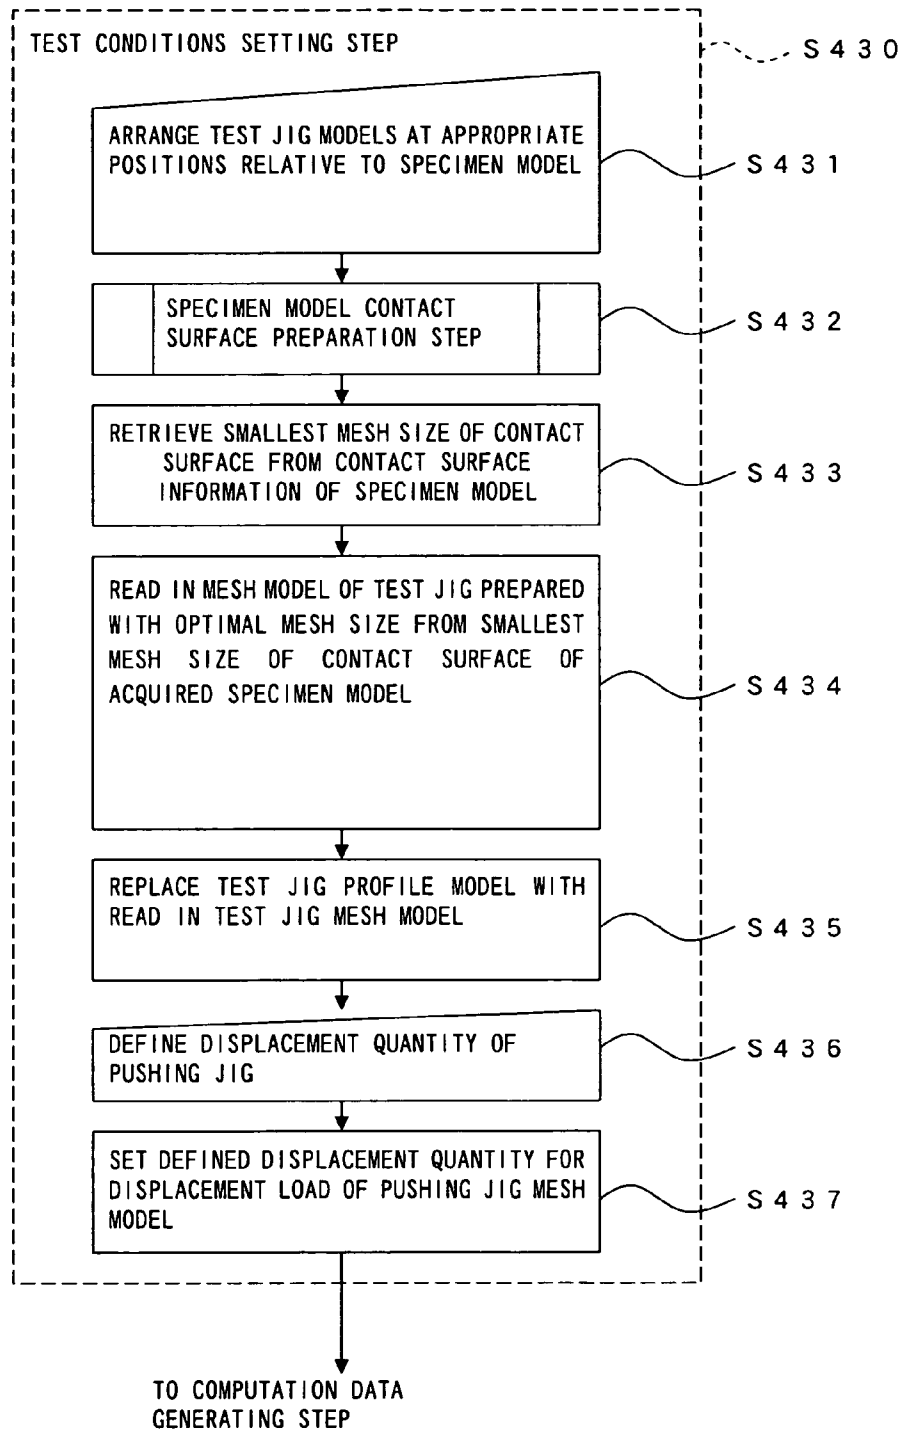 TEST CONDITIONS SETTING STEP
S430
ARRANGE TEST JIG MODELS AT APPROPRIATE
POSITIONS RELATIVE TO SPECIMEN MODEL
S431
SPECIMEN MODEL CONTACT
SURFACE PREPARATION STEP
S432
RETRIEVE SMALLEST MESH SIZE OF CONTACT
SURFACE FROM CONTACT SURFACE
INFORMATION OF SPECIMEN MODEL
S433
READ IN MESH MODEL OF TEST JIG PREPARED
WITH OPTIMAL MESH SIZE FROM SMALLEST
MESH SIZE OF CONTACT SURFACE OF
ACQUIRED SPECIMEN MODEL
S434
REPLACE TEST JIG PROFILE MODEL WITH
READ IN TEST JIG MESH MODEL
S435
DEFINE DISPLACEMENT QUANTITY OF
PUSHING JIG
S436
SET DEFINED DISPLACEMENT QUANTITY FOR
DISPLACEMENT LOAD OF PUSHING JIG MESH
MODEL
S437
TO COMPUTATION DATA
GENERATING STEP